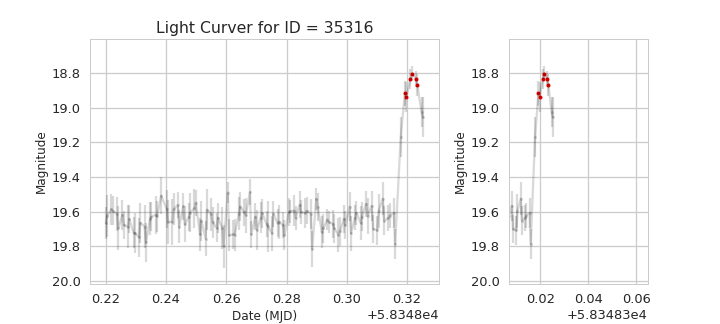 Light Curver for ID = 35316
Magnitude
18.8
19.0
19.2
19.4
19.6
19.8
20.0
0.22 0.24 0.26 0.28 0.30 0.32
Date (MJD)
+5.8348e4
Magnitude
18.8
19.0
19.2
19.4
19.6
19.8
20.0
0.02 0.04 0.06
+5.83483e4